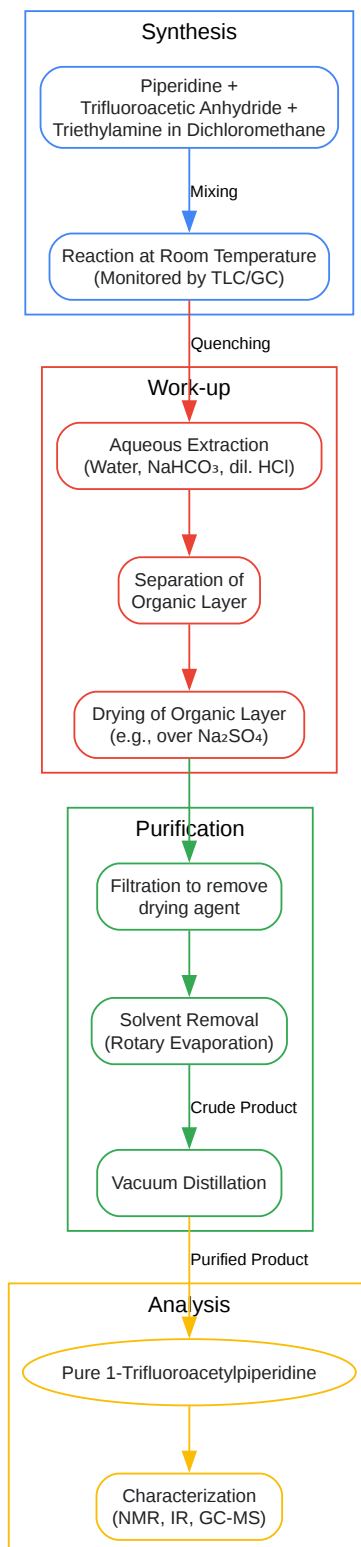 Synthesis
Piperidine +
Trifluoroacetic Anhydride +
Triethylamine in Dichloromethane
Mixing
Reaction at Room Temperature
(Monitored by TLC/GC)
Quenching
Work-up
Aqueous Extraction
(Water, NaHCO₃, dil. HCl)
Separation of
Organic Layer
Drying of Organic Layer
(e.g., over Na₂SO₄)
Purification
Filtration to remove
drying agent
Solvent Removal
(Rotary Evaporation)
Crude Product
Vacuum Distillation
Purified Product
Analysis
Pure 1-Trifluoroacetylpiperidine
Characterization
(NMR, IR, GC-MS)